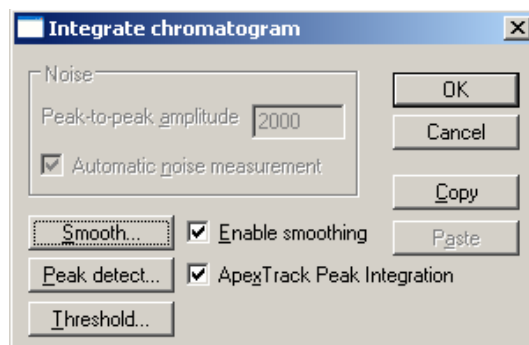 Integrate chromatogram
Noise
Peak-to-peak amplitude 2000
Automatic noise measurement
OK
Cancel
Copy
Paste
Smooth... Enable smoothing
Peak detect... ApexTrack Peak Integration
Threshold...